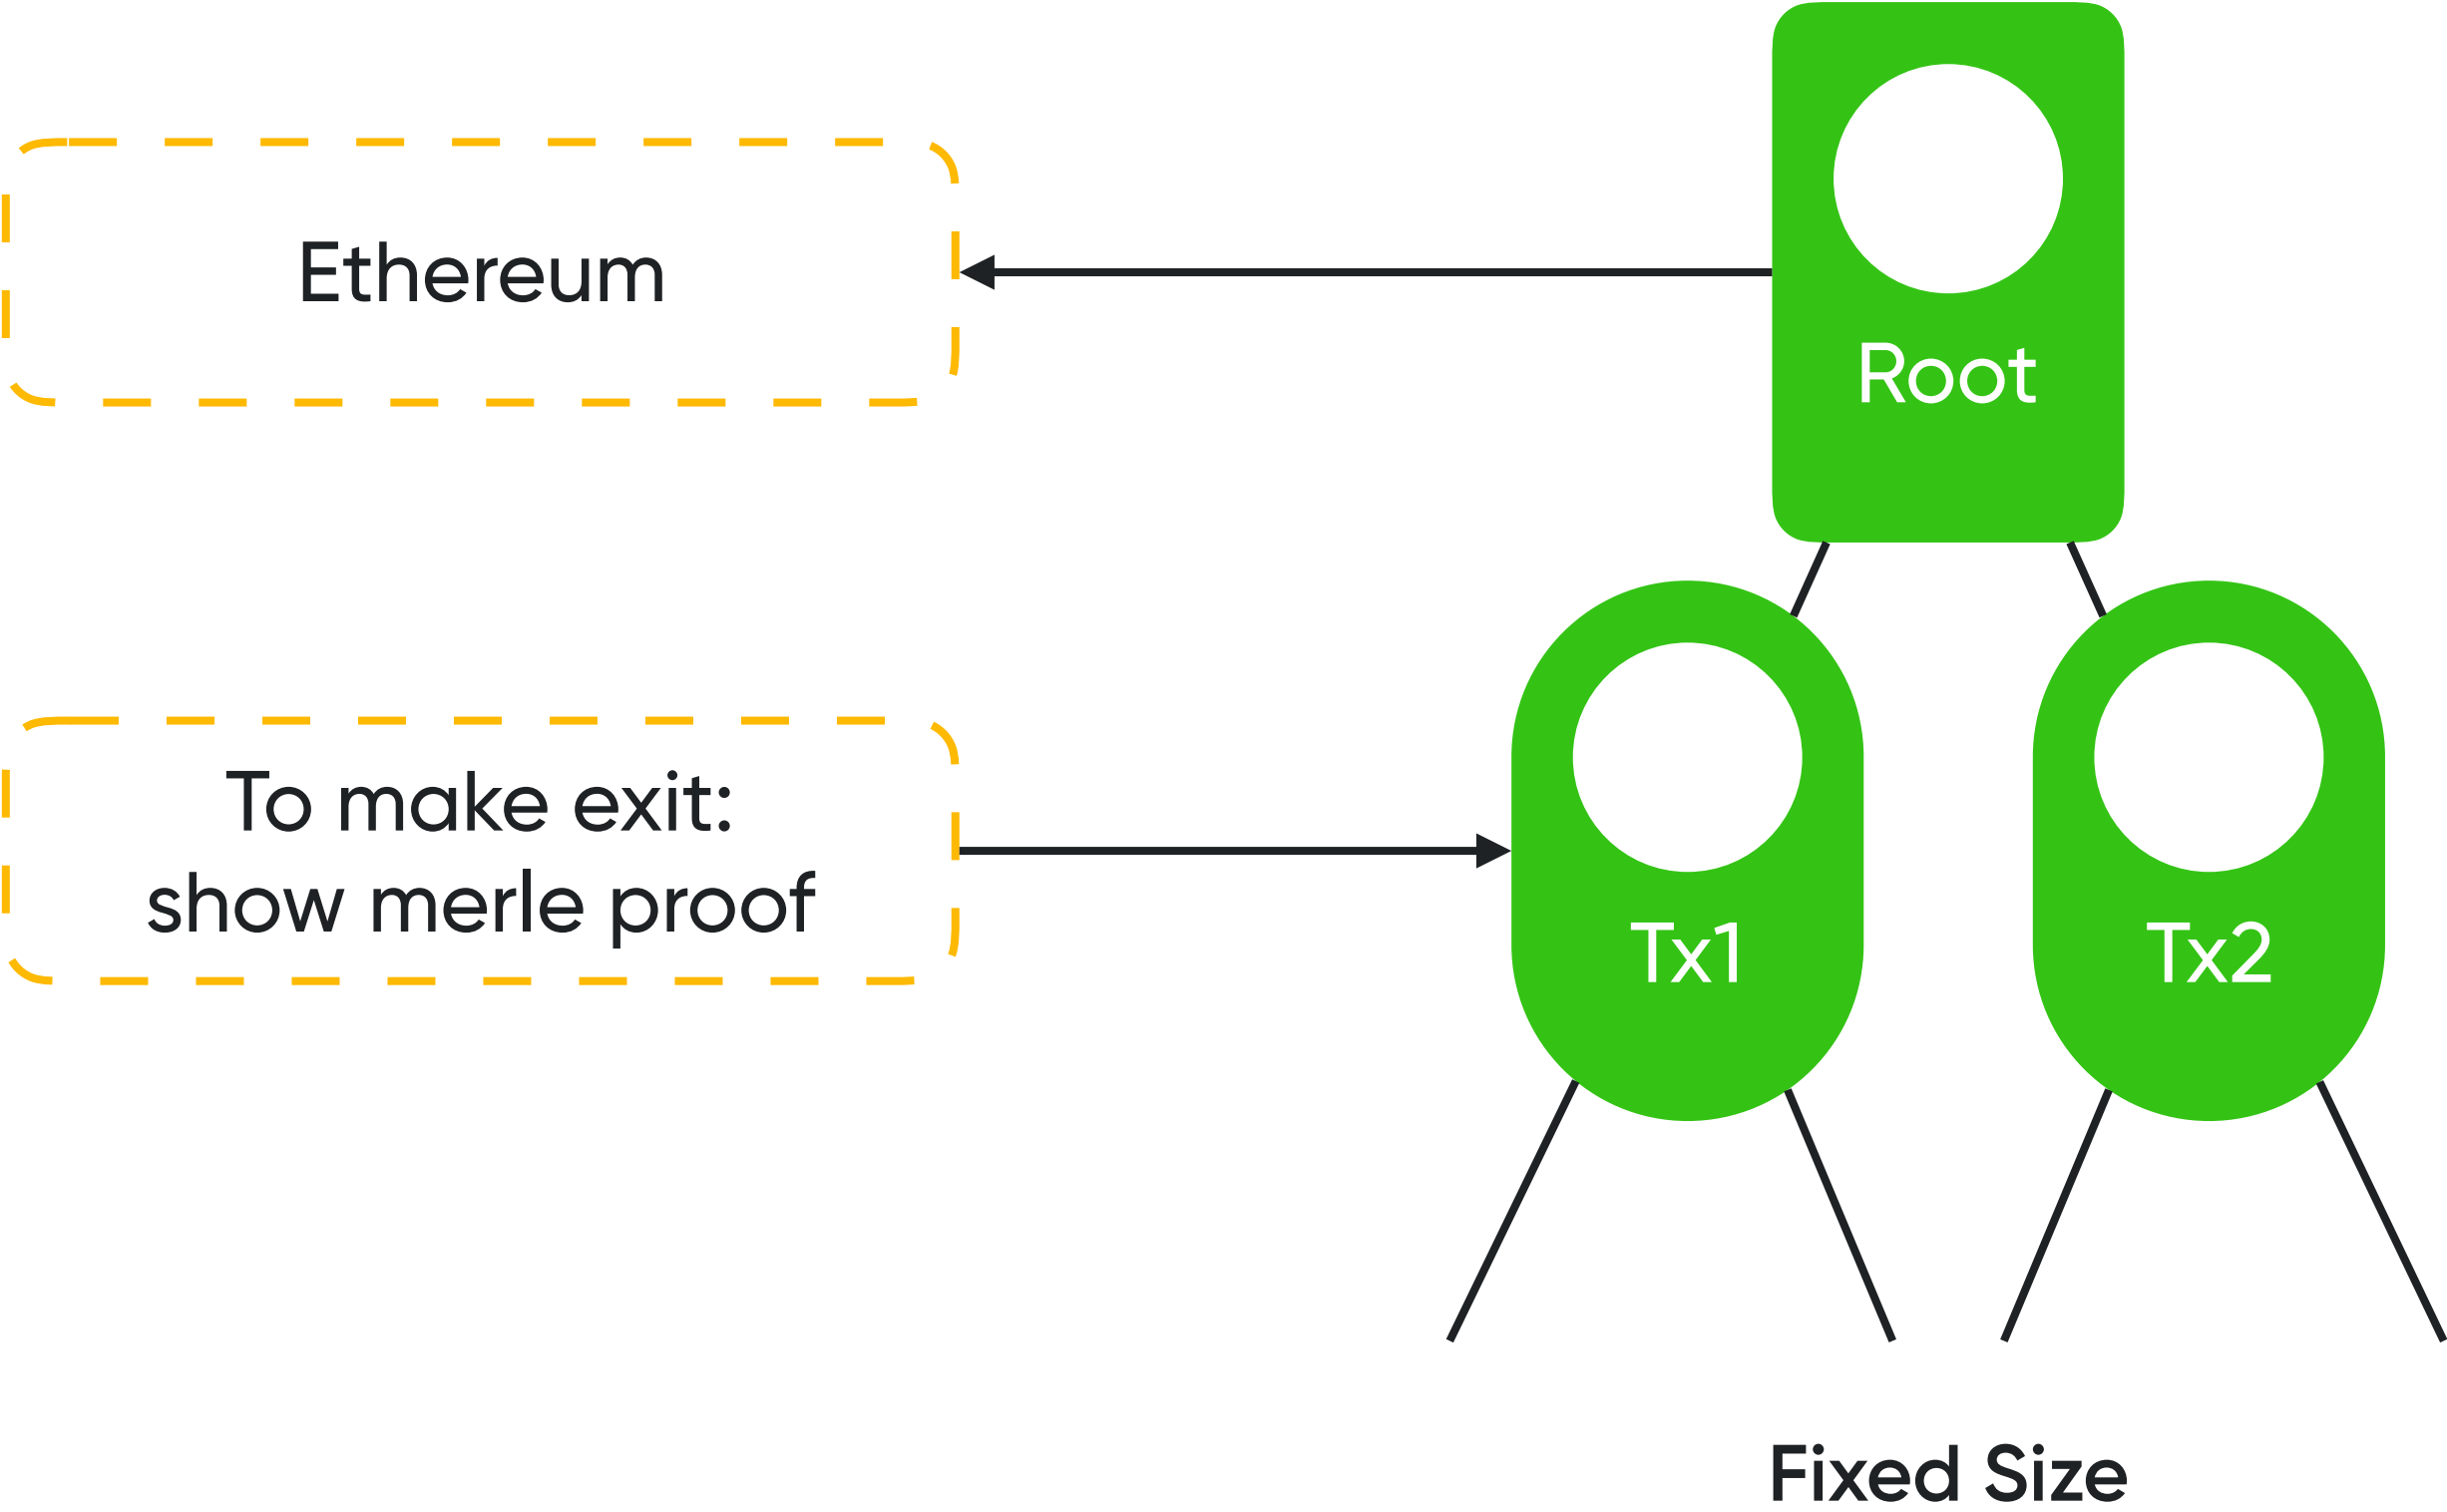 Ethereum
Root
To make exit:
show merle proof
Tx1
Tx2
Fixed Size